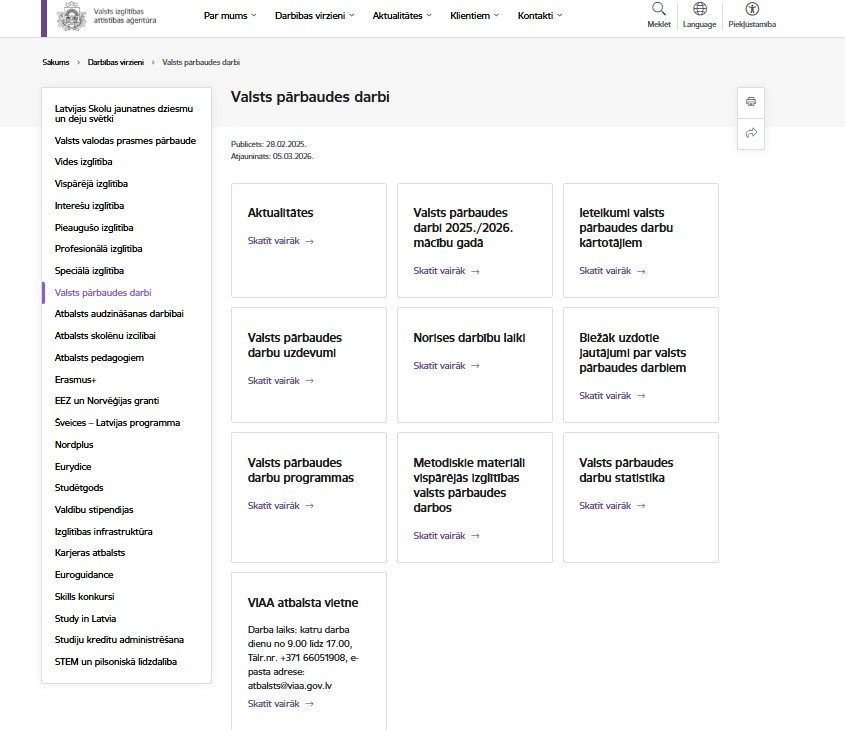 Valsts izglītības
attīstības aģentūra
Par mums
Darbības virzieni
Aktualitātes
Klientiem
Kontakti
Meklēt
Language
Piekļūstamība
Sākums
Darbības virzieni
Valsts pārbaudes darbi
Latvijas Skolu jaunatnes dziesmu
un deju svētki
Valsts valodas prasmes pārbaude
Vides izglītība
Vispārējā izglītība
Interešu izglītība
Pieaugušo izglītība
Profesionālā izglītība
Speciālā izglītība
Valsts pārbaudes darbi
Atbalsts audzināšanas darbībai
Atbalsts skolēnu izcilībai
Atbalsts pedagogiem
Erasmus+
EEZ un Norvēģijas granti
Šveices – Latvijas programma
Nordplus
Eurydice
Studētgods
Valdību stipendijas
Izglītības infrastruktūra
Karjeras atbalsts
Euroguidance
Skills konkursi
Study in Latvia
Studiju kredītu administrēšana
STEM un pilsoniskā līdzdalība
Valsts pārbaudes darbi
Publicēts: 28.02.2025.
Atjaunināts: 05.03.2026.
Aktualitātes
Skatīt vairāk →
Valsts pārbaudes
darbi 2025./2026.
mācību gadā
Skatīt vairāk →
Ieteikumi valsts
pārbaudes darbu
kārtotājiem
Skatīt vairāk →
Valsts pārbaudes
darbu uzdevumi
Skatīt vairāk →
Norises darbību laiki
Skatīt vairāk →
Biežāk uzdotie
jautājumi par valsts
pārbaudes darbiem
Skatīt vairāk →
Valsts pārbaudes
darbu programmas
Skatīt vairāk →
Metodiskie materiāli
vispārējās izglītības
valsts pārbaudes
darbos
Skatīt vairāk →
Valsts pārbaudes
darbu statistika
Skatīt vairāk →
VIAA atbalsta vietne
Darba laiks: katru darba
dienu no 9.00 līdz 17.00,
Tālr.nr. +371 66051908, e-
pasta adrese:
atbalsts@viaa.gov.lv
Skatīt vairāk →